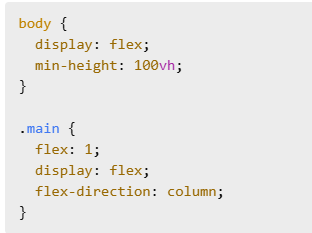 body {
  display: flex;
  min-height: 100vh;
}

.main {
  flex: 1;
  display: flex;
  flex-direction: column;
}